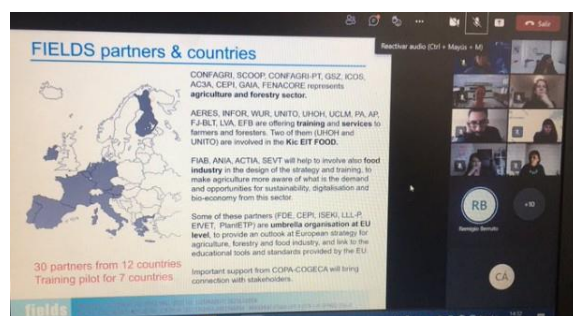 Salir
Reactivar audio (Ctrl + Mayús + M)
FIELDS partners & countries
CONFAGRI, SCOOP, CONFAGRI-PT, GSZ, ICOS,
AC3A, CEPI, GAIA, FENACORE represents
agriculture and forestry sector.
AERES, INFOR, WUR, UNITO, UHOH, UCLM, PA, AP,
FJ-BLT, LVA, EFB are offering training and services to
farmers and foresters. Two of them (UHOH and
UNITO) are involved in the Kic EIT FOOD.
FIAB, ANIA, ACTIA, SEVT will help to involve also food
industry in the design of the strategy and training, to
make agriculture more aware of what is the demand
and opportunities for sustainability, digitalisation and
bio-economy from this sector.
Some of these partners (FDE, CEPI, ISEKI, LLL-P,
EfVET, PlantETP) are umbrella organisation at EU
level, to provide an outlook at European strategy for
agriculture, forestry and food industry, and link to the
educational tools and standards provided by the EU.
Important support from COPA-COGECA will bring
connection with stakeholders.
30 partners from 12 countries
Training pilot for 7 countries
fields
RB
Remigio Berruto
+10
CÁ